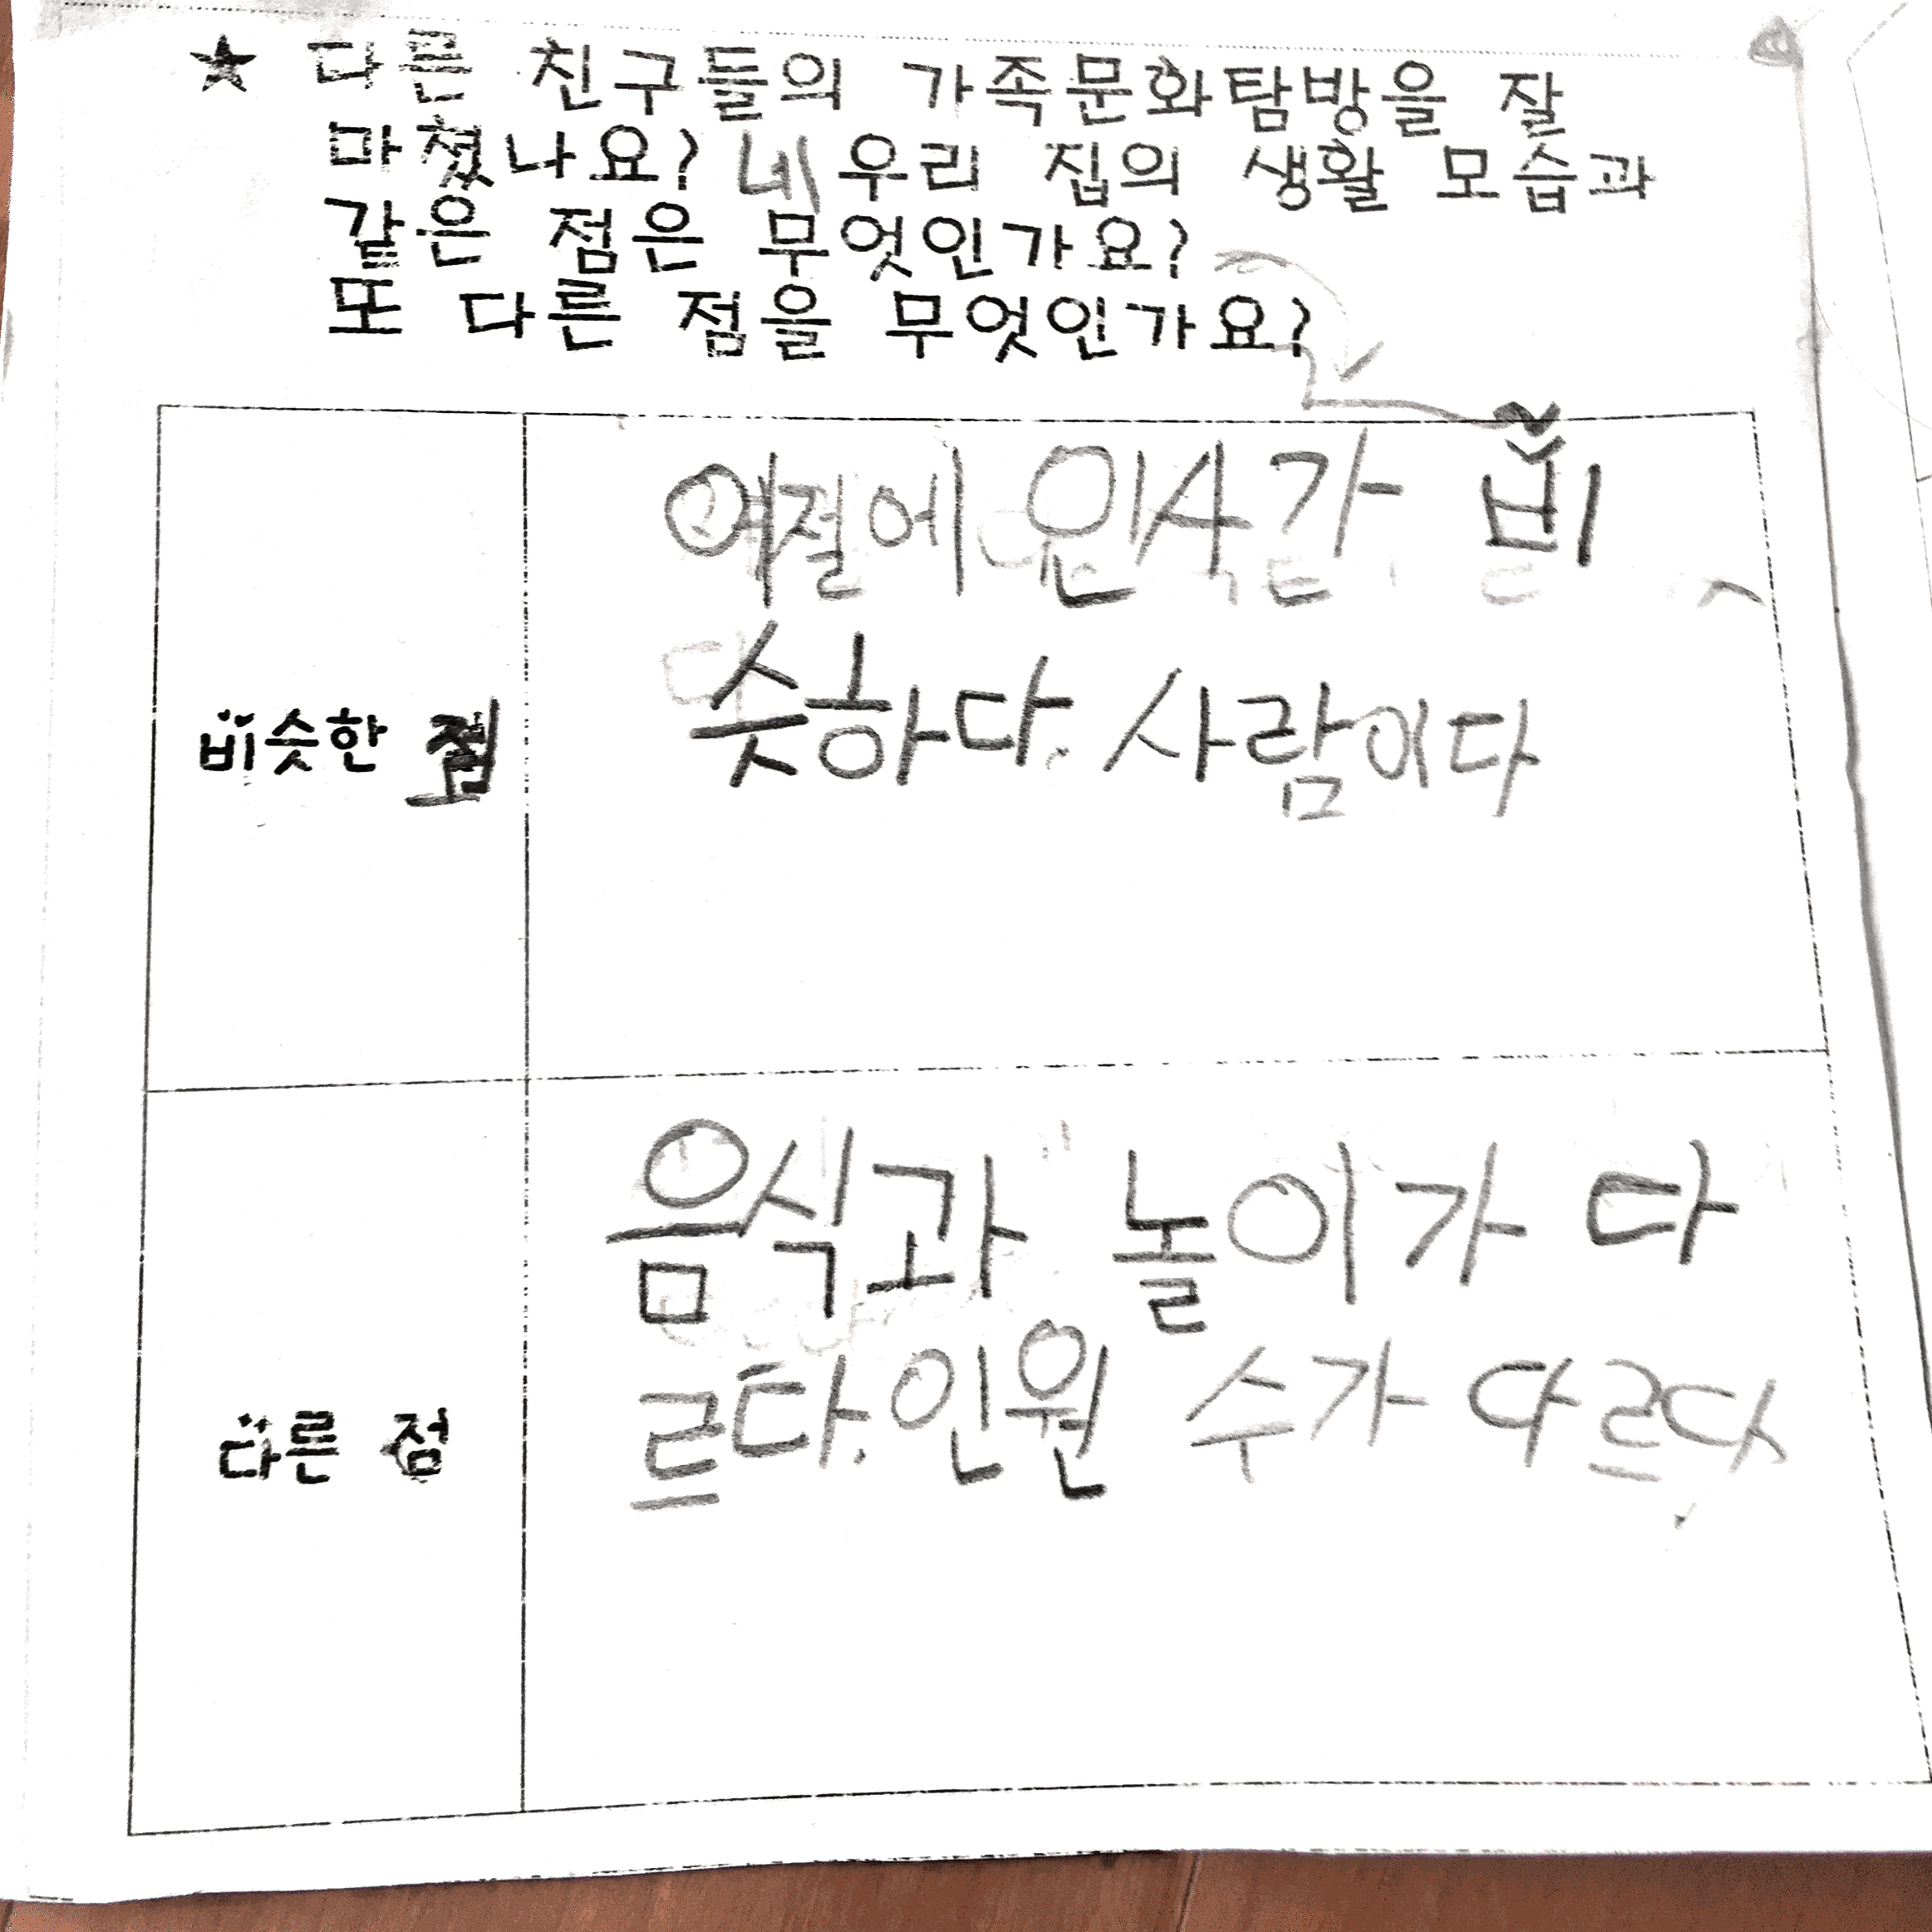 ★ 다른 친구들의 가족문화탐방을 잘
마쳤나요? 네 우리 집의 생활 모습과
같은 점은 무엇인가요?
또 다른 점을 무엇인가요?
예절에 인사가 비
비슷한 점
슷하다. 사람이다
음식과 놀이가 다
르다. 인원 수가 다르다
다른 점